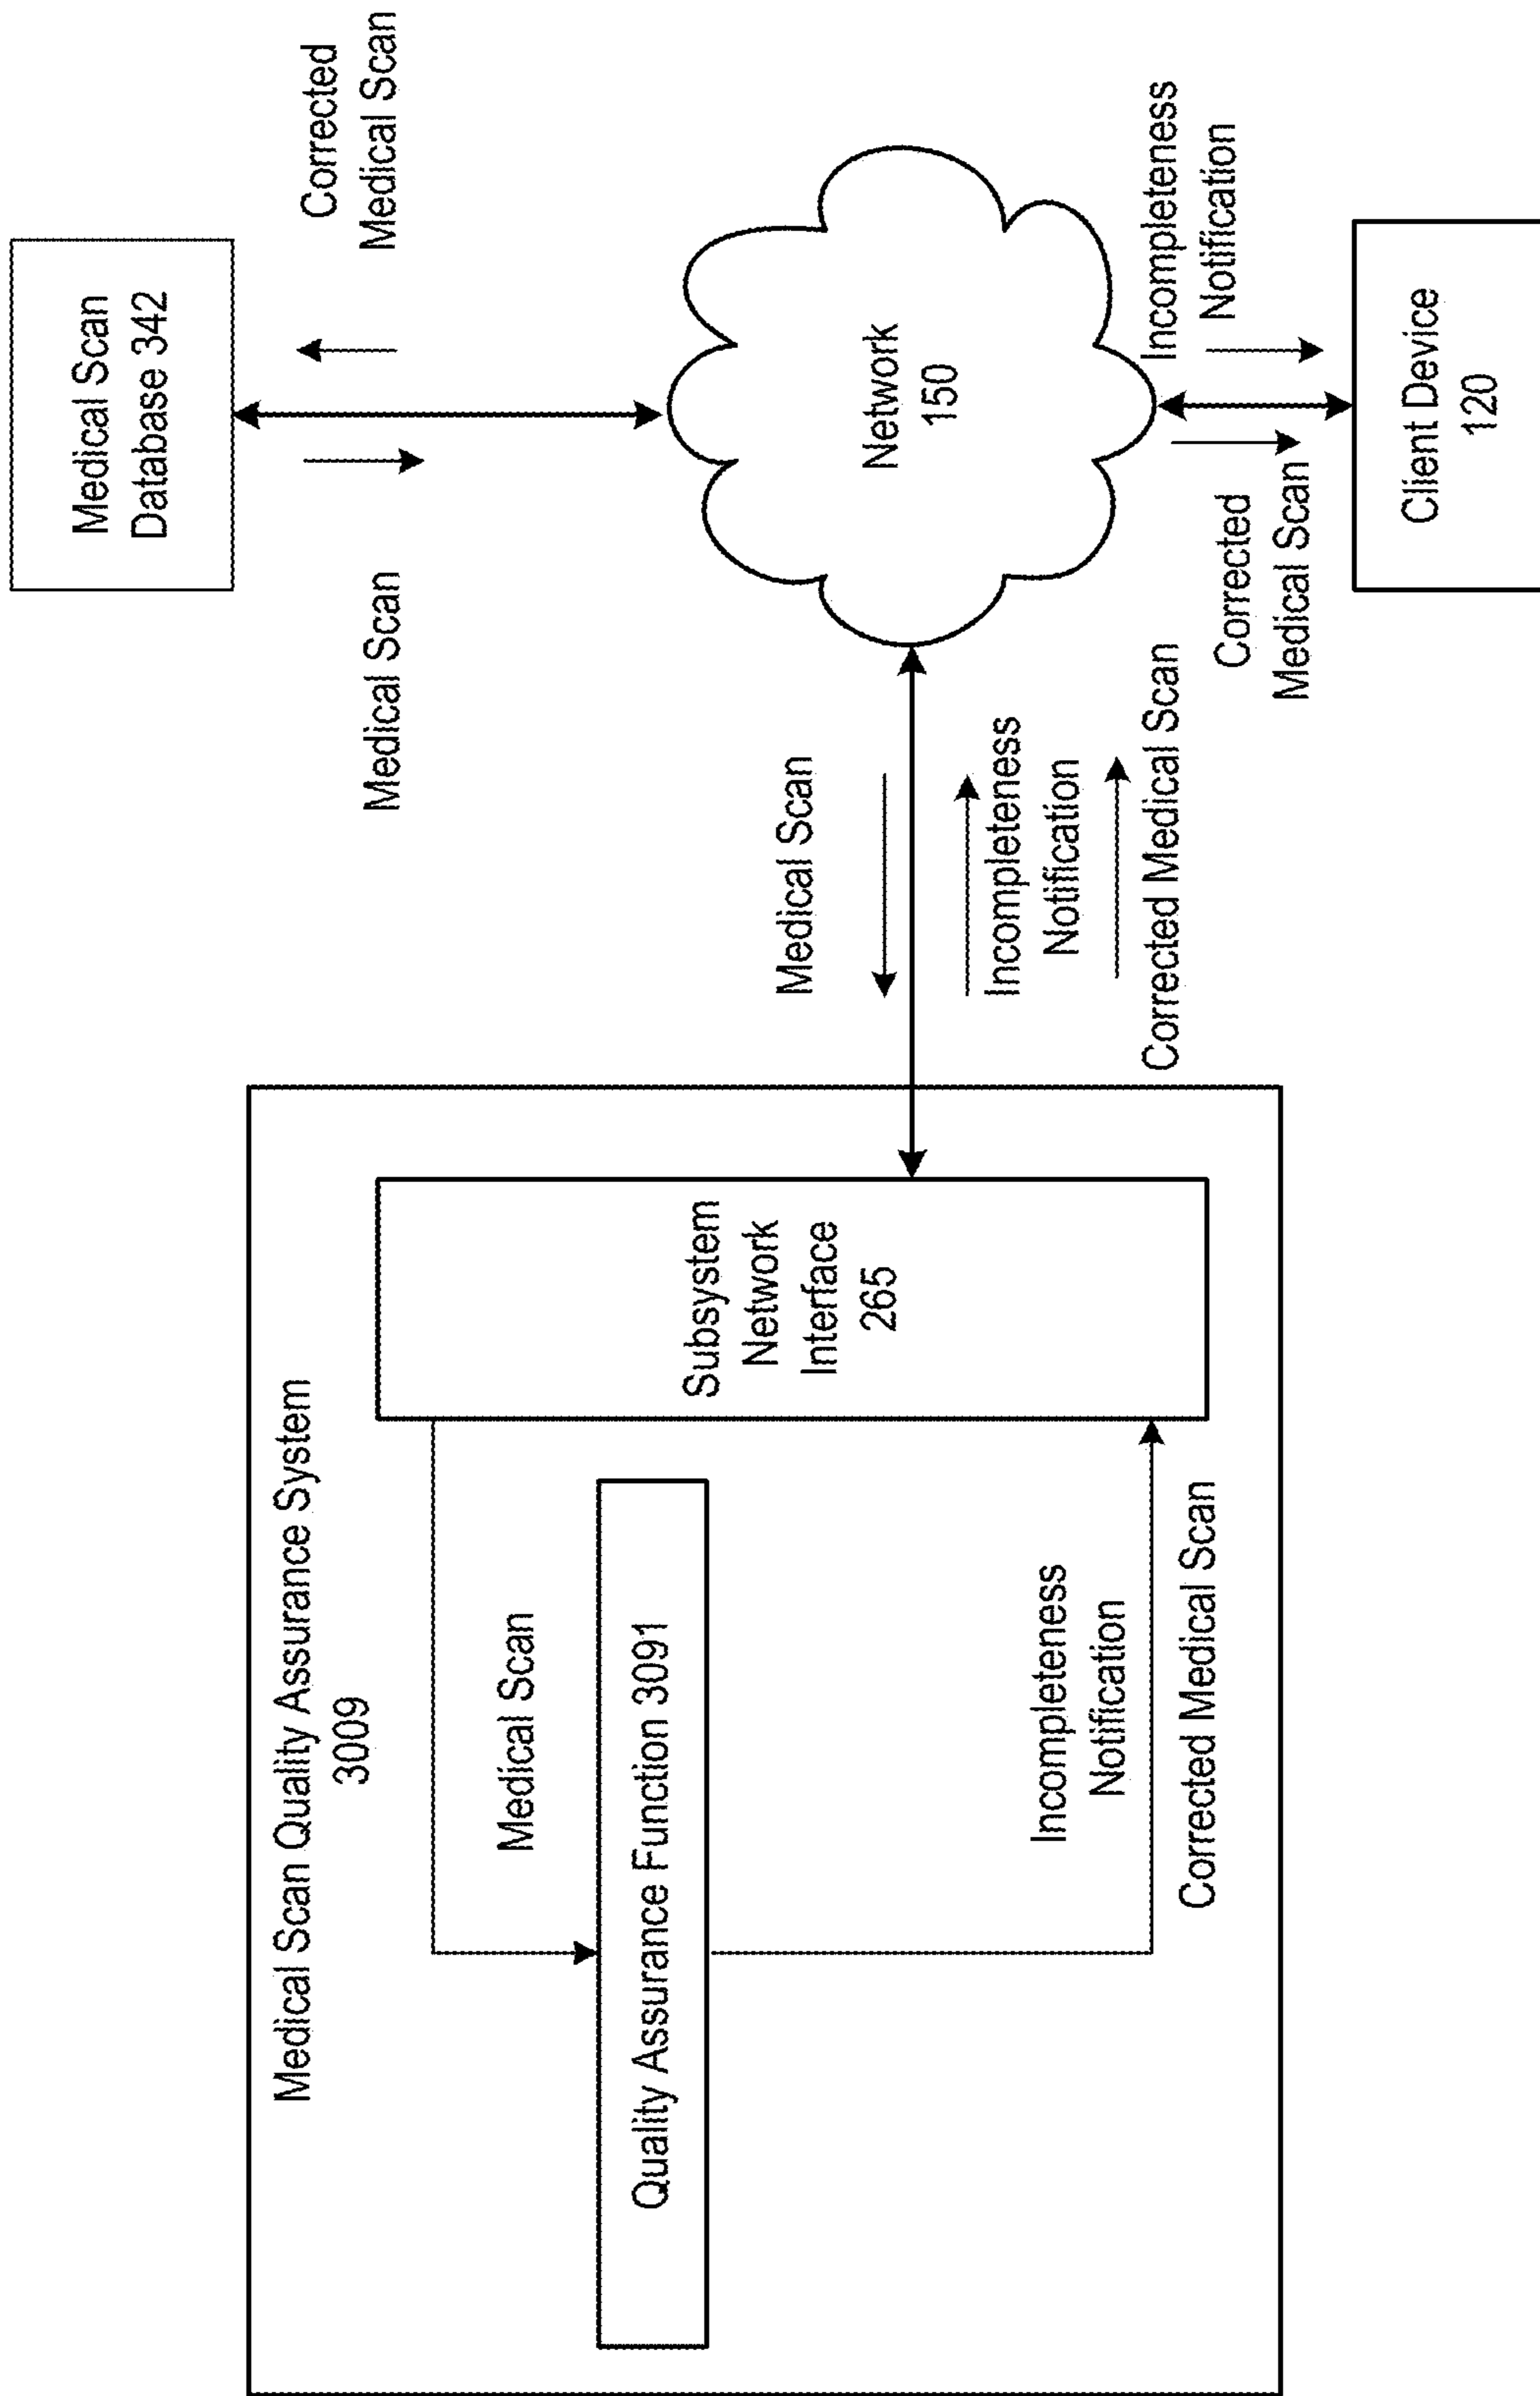 Medical Scan Quality Assurance System
3009
Medical Scan
Quality Assurance Function 3091
Incompleteness
Notification
Corrected Medical Scan
Subsystem
Network
Interface
265
Medical Scan
Incompleteness
Notification
Corrected Medical Scan
Medical Scan
Database 342
Medical Scan
Corrected
Medical Scan
Network
150
Corrected
Medical Scan
Incompleteness
Notification
Client Device
120